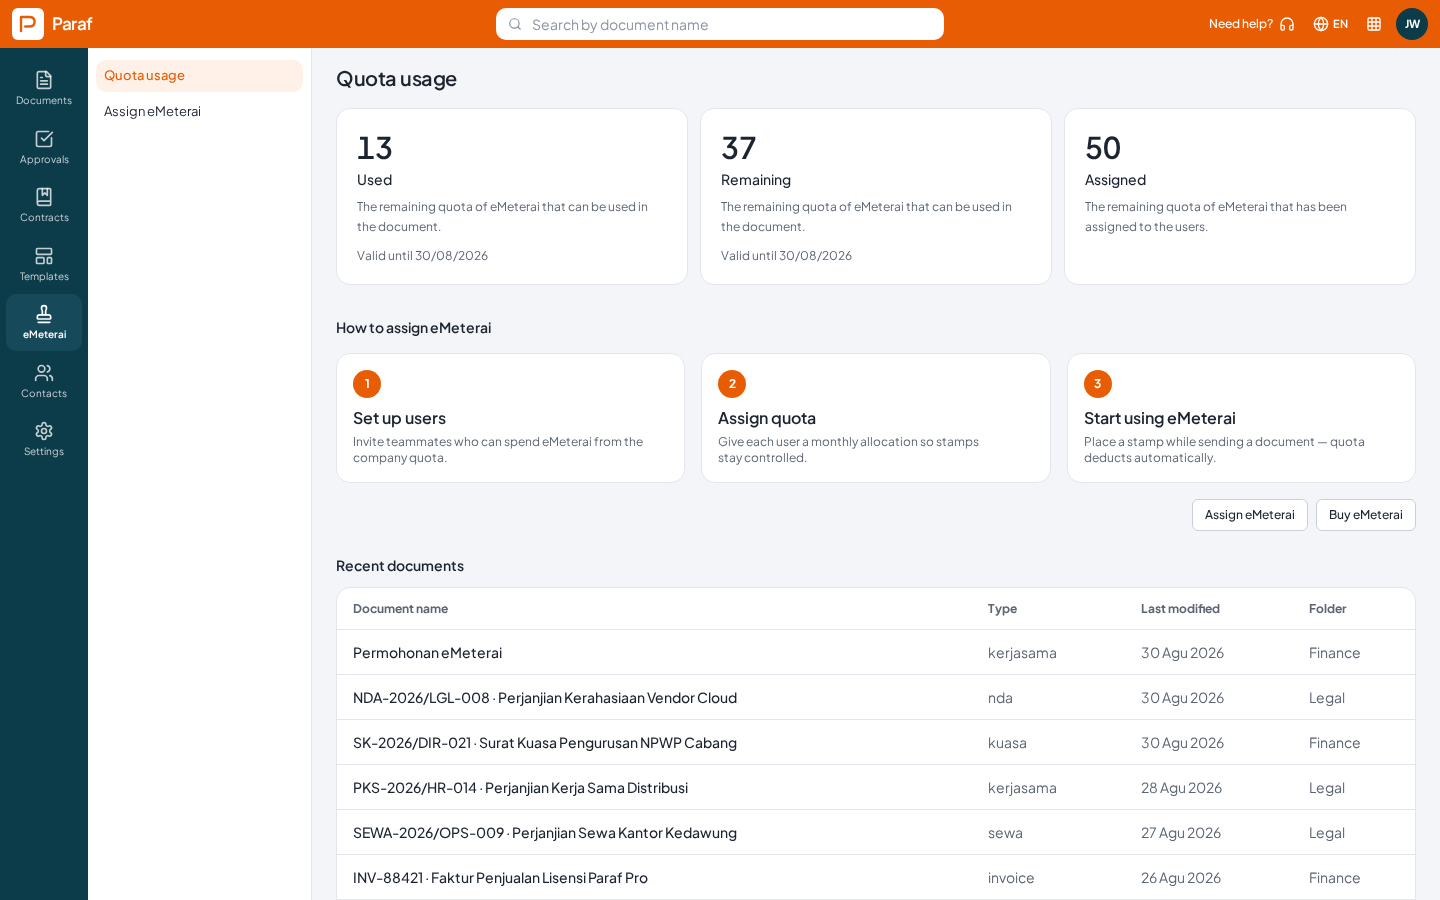 Paraf
Search by document name
Need help?
EN
JW
Documents
Approvals
Contracts
Templates
eMeterai
Contacts
Settings
Quota usage
Assign eMeterai
Quota usage
13
Used
The remaining quota of eMeterai that can be used in
the document.
Valid until 30/08/2026
37
Remaining
The remaining quota of eMeterai that can be used in
the document.
Valid until 30/08/2026
50
Assigned
The remaining quota of eMeterai that has been
assigned to the users.
How to assign eMeterai
1
Set up users
Invite teammates who can spend eMeterai from the
company quota.
2
Assign quota
Give each user a monthly allocation so stamps
stay controlled.
3
Start using eMeterai
Place a stamp while sending a document — quota
deducts automatically.
Assign eMeterai
Buy eMeterai
Recent documents
Document name Type Last modified Folder
Permohonan eMeterai kerjasama 30 Agu 2026 Finance
NDA-2026/LGL-008 · Perjanjian Kerahasiaan Vendor Cloud nda 30 Agu 2026 Legal
SK-2026/DIR-021 · Surat Kuasa Pengurusan NPWP Cabang kuasa 30 Agu 2026 Finance
PKS-2026/HR-014 · Perjanjian Kerja Sama Distribusi kerjasama 28 Agu 2026 Legal
SEWA-2026/OPS-009 · Perjanjian Sewa Kantor Kedawung sewa 27 Agu 2026 Legal
INV-88421 · Faktur Penjualan Lisensi Paraf Pro invoice 26 Agu 2026 Finance